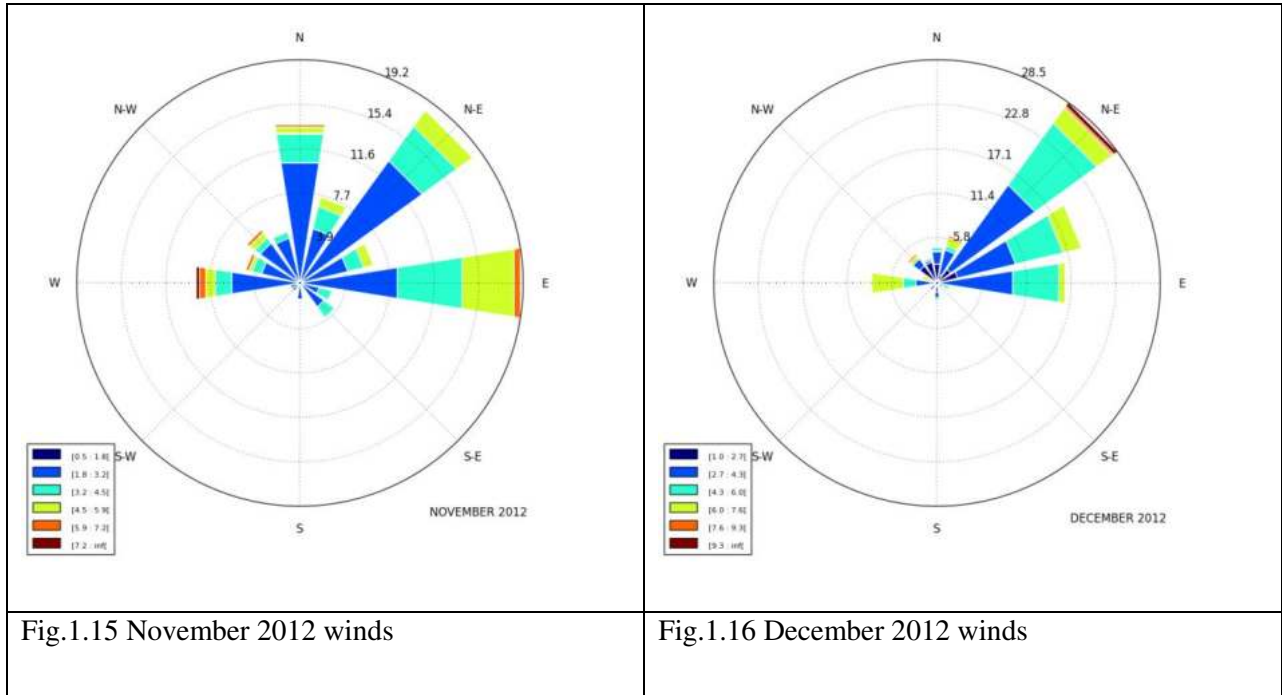 N
19.2
N-W
N-E
15.4
11.6
7.7
3.9
W
E
S-W
S-E
S
[0.5 : 1.8[
[1.8 : 3.2[
[3.2 : 4.5[
[4.5 : 5.9[
[5.9 : 7.2[
[7.2 : inf[
NOVEMBER 2012
N
28.5
N-W
N-E
22.8
17.1
11.4
5.8
W
E
S-W
S-E
S
[1.0 : 2.7[
[2.7 : 4.3[
[4.3 : 6.0[
[6.0 : 7.6[
[7.6 : 9.3[
[9.3 : inf[
DECEMBER 2012
Fig.1.15 November 2012 winds
Fig.1.16 December 2012 winds